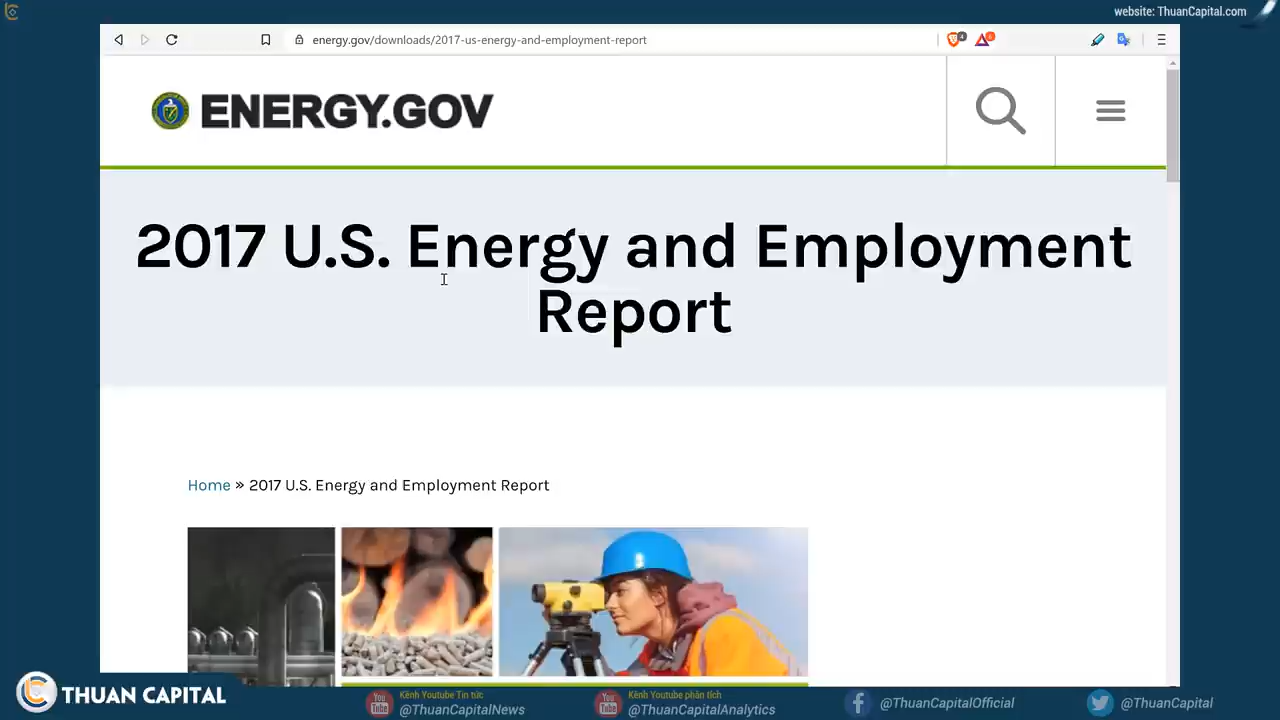 website: ThuanCapital.com
energy.gov/downloads/2017-us-energy-and-employment-report
ENERGY.GOV
2017 U.S. Energy and Employment
Report
Home » 2017 U.S. Energy and Employment Report
THUAN CAPITAL
Kênh Youtube Tin tức
@ThuanCapitalNews
Kênh Youtube phân tích
@ThuanCapitalAnalytics
@ThuanCapitalOfficial
@ThuanCapital